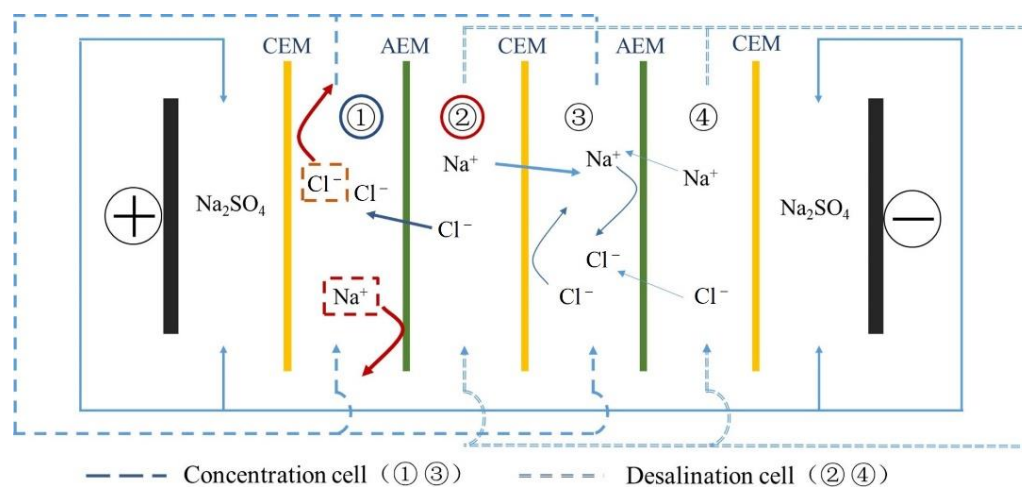 CEM AEM CEM AEM CEM
① ② ③ ④
Na⁺ Na⁺ Na⁺
Cl⁻ Cl⁻
+ Na₂SO₄ Na₂SO₄ −
Cl⁻
Cl⁻
Na⁺ Cl⁻ Cl⁻
Concentration cell（①③） Desalination cell（②④）